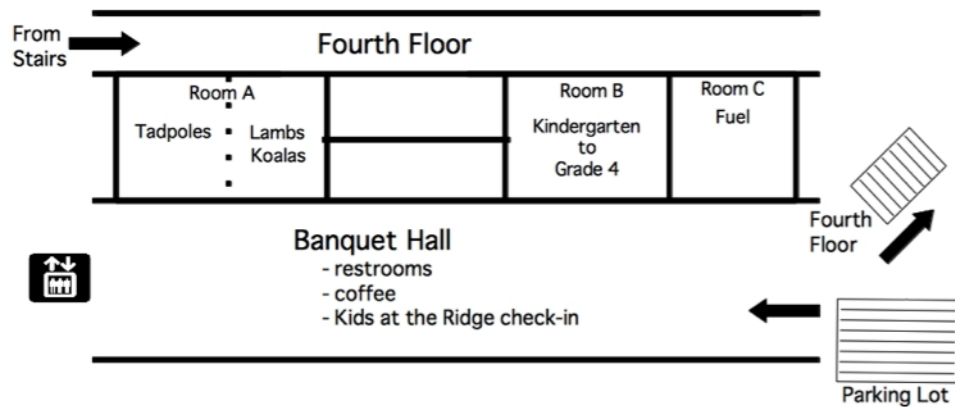 From
Stairs
Fourth Floor
Room A
Tadpoles
Lambs
Koalas
Room B
Kindergarten
to
Grade 4
Room C
Fuel
Fourth
Floor
Banquet Hall
- restrooms
- coffee
- Kids at the Ridge check-in
Parking Lot